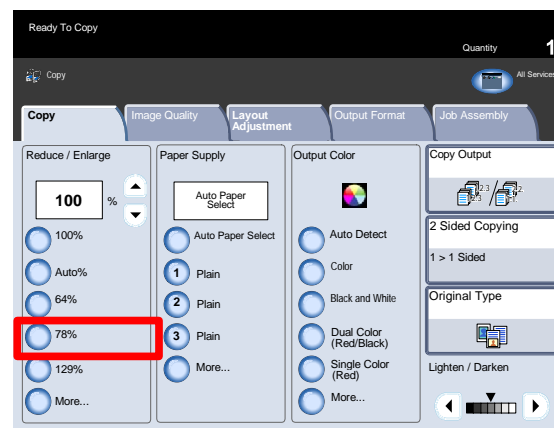 Ready To Copy
Quantity
1
Copy
All Services
Copy
Image Quality
Layout
Adjustment
Output Format
Job Assembly
Reduce / Enlarge
100
%
100%
Auto%
64%
78%
129%
More...
Paper Supply
Auto Paper
Select
Auto Paper Select
1 Plain
2 Plain
3 Plain
More...
Output Color
Auto Detect
Color
Black and White
Dual Color
(Red/Black)
Single Color
(Red)
More...
Copy Output
2 Sided Copying
1 > 1 Sided
Original Type
Lighten / Darken